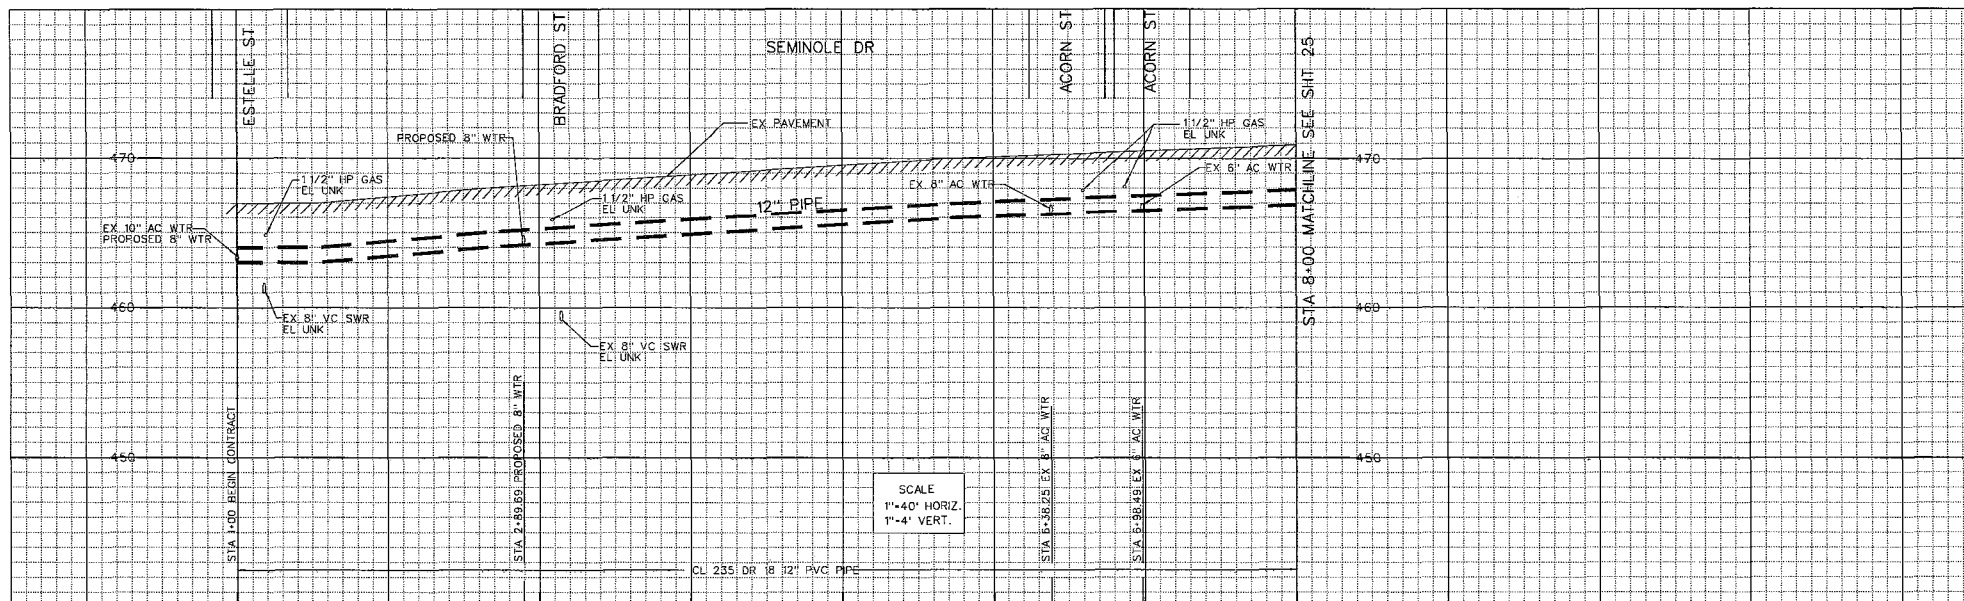 ESTELLE ST
BRADFORD ST
SEMINOLE DR
ACORN ST
ACORN ST
STA 8+00 MATCHLINE SEE SHT 25
PROPOSED 8" WTR
EX PAVEMENT
1 1/2" HP GAS
EL UNK
470
470
1 1/2" HP GAS
EL UNK
EX 8" AC WTR
EX 6" AC WTR
1 1/2" HP GAS
EL UNK
12" PIPE
EX 10" AC WTR
PROPOSED 8" WTR
460
460
EX 8" VC SWR
EL UNK
EX 8" VC SWR
EL UNK
STA 1+00 BEGIN CONTRACT
STA 2+89.69 PROPOSED 8" WTR
STA 6+38.25 EX 8" AC WTR
STA 6+98.49 EX 6" AC WTR
450
450
SCALE
1"=40' HORIZ.
1"=4' VERT.
CL 235 DR 18 12" PVC PIPE